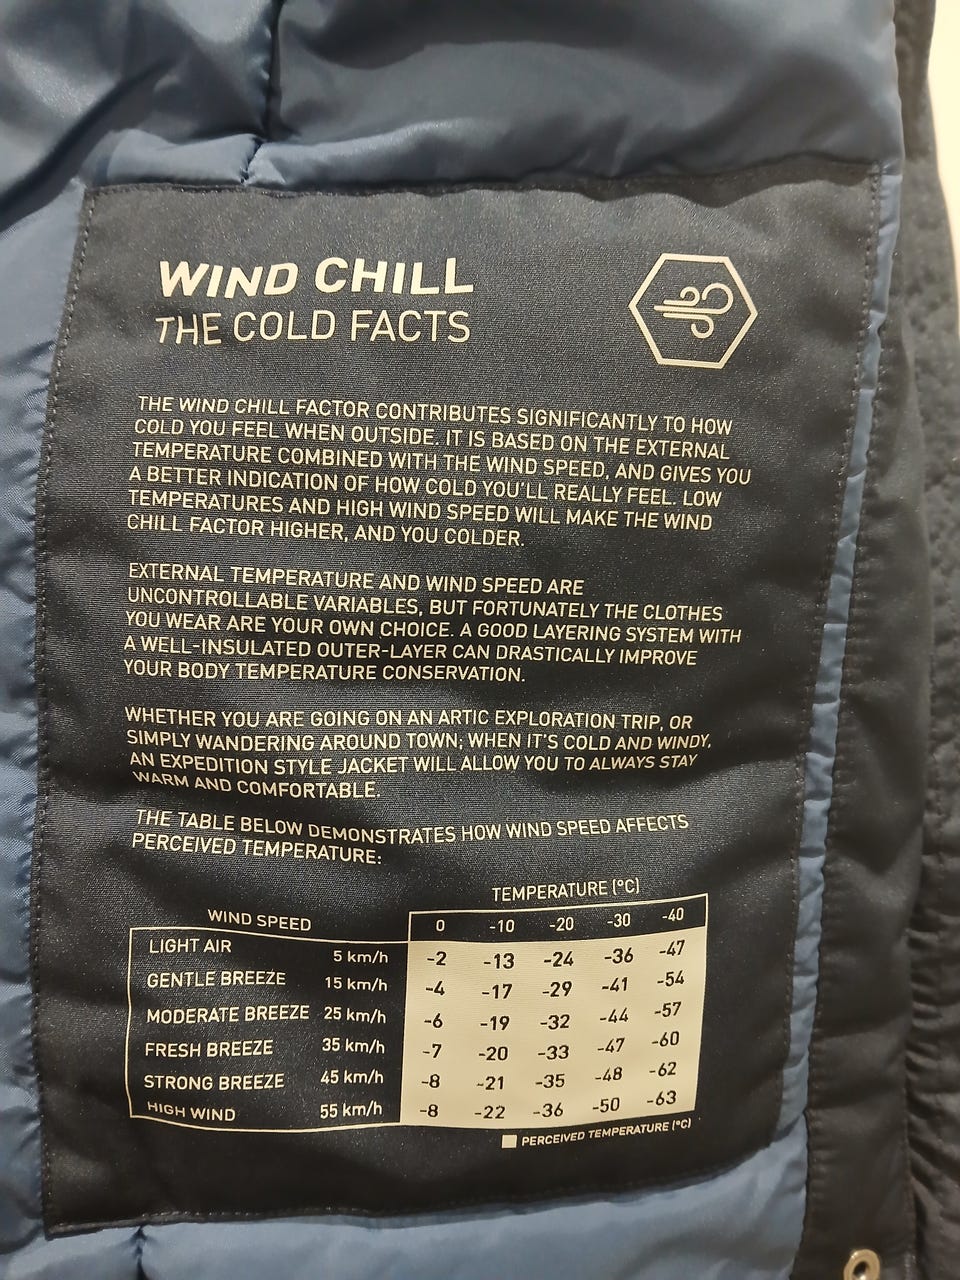 WIND CHILL
THE COLD FACTS
THE WIND CHILL FACTOR CONTRIBUTES SIGNIFICANTLY TO HOW
COLD YOU FEEL WHEN OUTSIDE. IT IS BASED ON THE EXTERNAL
TEMPERATURE COMBINED WITH THE WIND SPEED, AND GIVES YOU
A BETTER INDICATION OF HOW COLD YOU'LL REALLY FEEL. LOW
TEMPERATURES AND HIGH WIND SPEED WILL MAKE THE WIND
CHILL FACTOR HIGHER, AND YOU COLDER.
EXTERNAL TEMPERATURE AND WIND SPEED ARE
UNCONTROLLABLE VARIABLES, BUT FORTUNATELY THE CLOTHES
YOU WEAR ARE YOUR OWN CHOICE. A GOOD LAYERING SYSTEM WITH
A WELL-INSULATED OUTER-LAYER CAN DRASTICALLY IMPROVE
YOUR BODY TEMPERATURE CONSERVATION.
WHETHER YOU ARE GOING ON AN ARTIC EXPLORATION TRIP, OR
SIMPLY WANDERING AROUND TOWN; WHEN IT'S COLD AND WINDY,
AN EXPEDITION STYLE JACKET WILL ALLOW YOU TO ALWAYS STAY
WARM AND COMFORTABLE.
THE TABLE BELOW DEMONSTRATES HOW WIND SPEED AFFECTS
PERCEIVED TEMPERATURE:
TEMPERATURE (°C)
WIND SPEED 0 -10 -20 -30 -40
LIGHT AIR 5 km/h -2 -13 -24 -36 -47
GENTLE BREEZE 15 km/h -4 -17 -29 -41 -54
MODERATE BREEZE 25 km/h -6 -19 -32 -44 -57
FRESH BREEZE 35 km/h -7 -20 -33 -47 -60
STRONG BREEZE 45 km/h -8 -21 -35 -48 -62
HIGH WIND 55 km/h -8 -22 -36 -50 -63
PERCEIVED TEMPERATURE (°C)